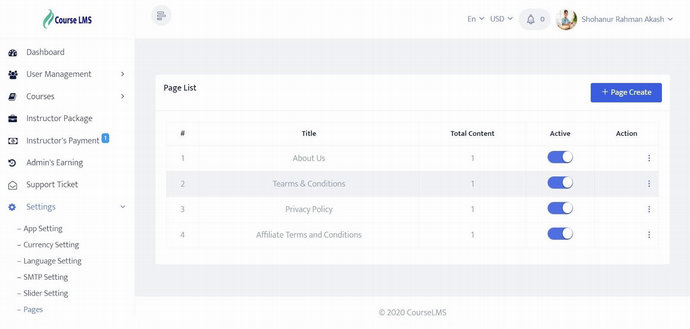 Course LMS
En USD 0 Shohanur Rahman Akash
Dashboard
User Management
Courses
Instructor Package
Instructor's Payment 1
Admin's Earning
Support Ticket
Settings
– App Setting
– Currency Setting
– Language Setting
– SMTP Setting
– Slider Setting
– Pages
Page List
+ Page Create
# Title Total Content Active Action
1 About Us 1
2 Tearms & Conditions 1
3 Privacy Policy 1
4 Affiliate Terms and Conditions 1
© 2020 CourseLMS